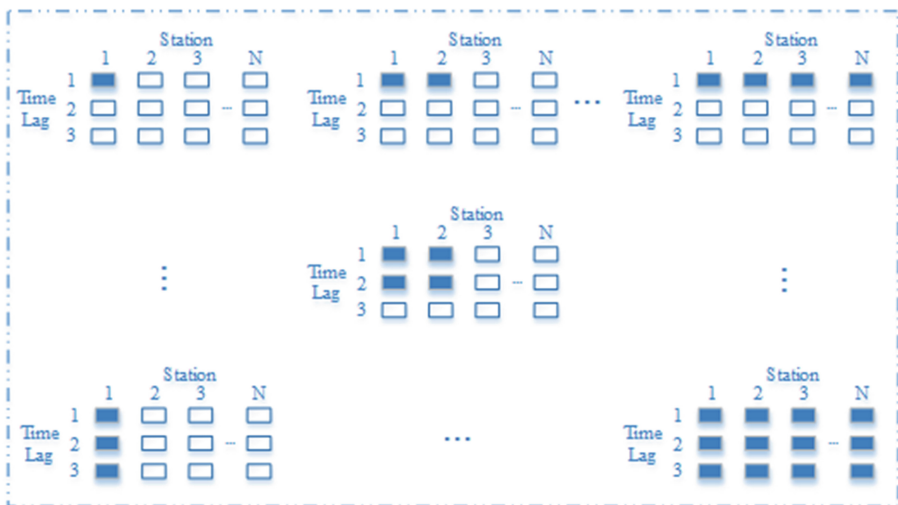 Station
1 2 3 N
Time Lag
1
2 ...
3
Station
1 2 3 N
Time Lag
1
2 ...
3
...
Station
1 2 3 N
Time Lag
1
2 ...
3
Station
1 2 3 N
Time Lag
1
2 ...
3
Station
1 2 3 N
Time Lag
1
2 ...
3
...
Station
1 2 3 N
Time Lag
1
2 ...
3